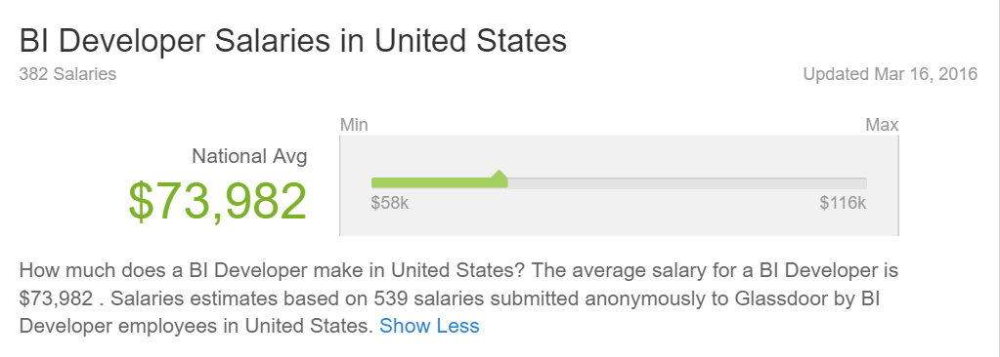 BI Developer Salaries in United States
382 Salaries
Updated Mar 16, 2016
Min
Max
National Avg
$73,982
$58k
$116k
How much does a BI Developer make in United States? The average salary for a BI Developer is
$73,982 . Salaries estimates based on 539 salaries submitted anonymously to Glassdoor by BI
Developer employees in United States. Show Less